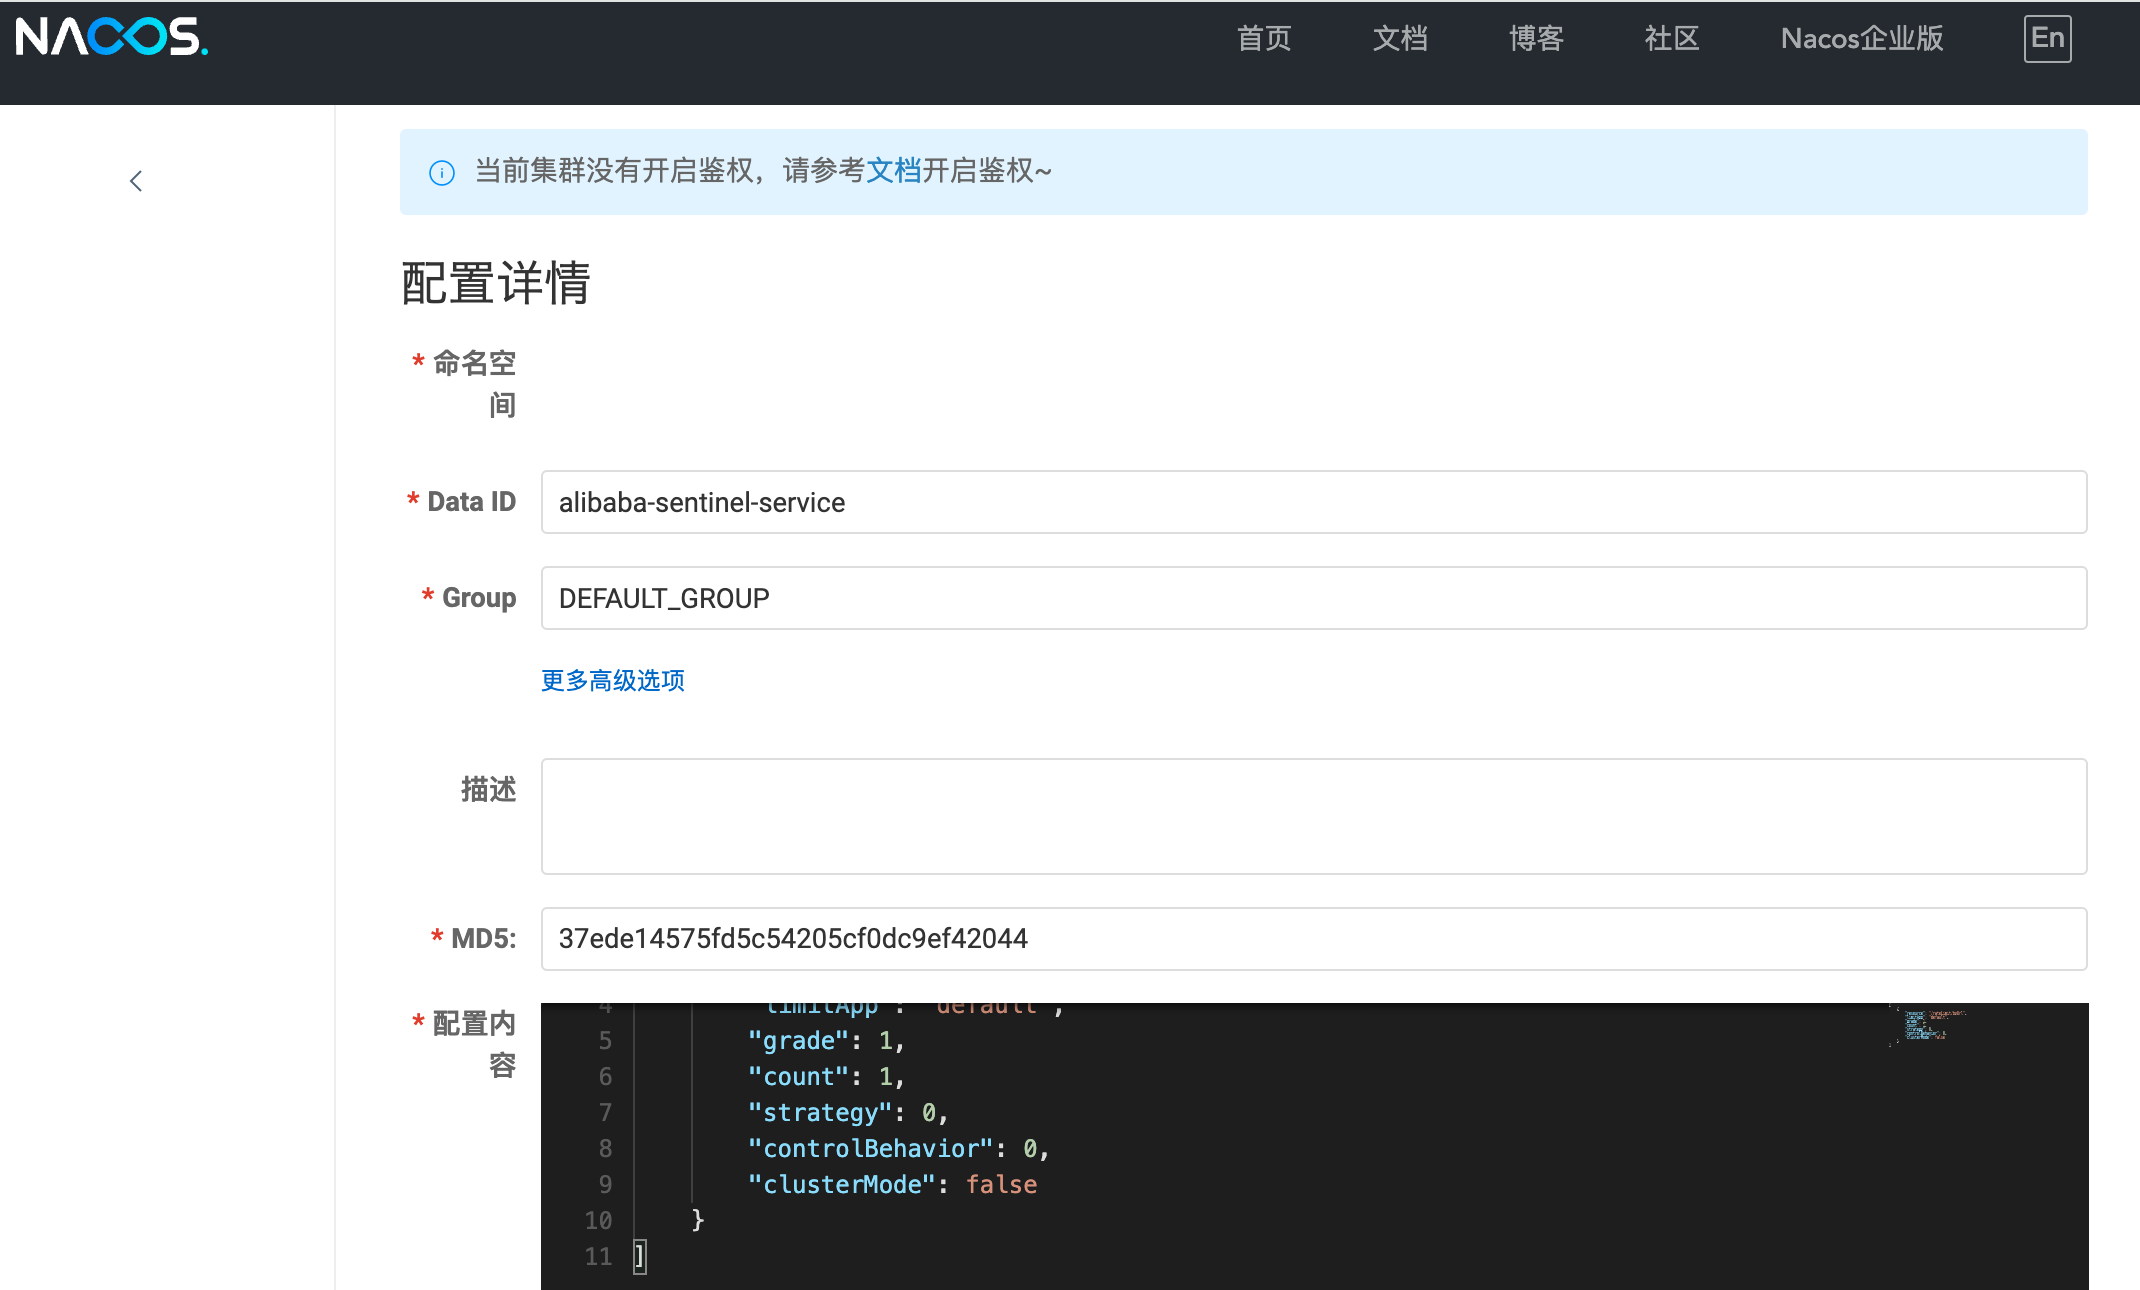 NACOS.
首页 文档 博客 社区 Nacos企业版 En
当前集群没有开启鉴权，请参考文档开启鉴权~
配置详情
* 命名空
间
* Data ID alibaba-sentinel-service
* Group DEFAULT_GROUP
更多高级选项
描述
* MD5: 37ede14575fd5c54205cf0dc9ef42044
* 配置内
容
4 "limitApp": "default",
5 "grade": 1,
6 "count": 1,
7 "strategy": 0,
8 "controlBehavior": 0,
9 "clusterMode": false
10 }
11 ]